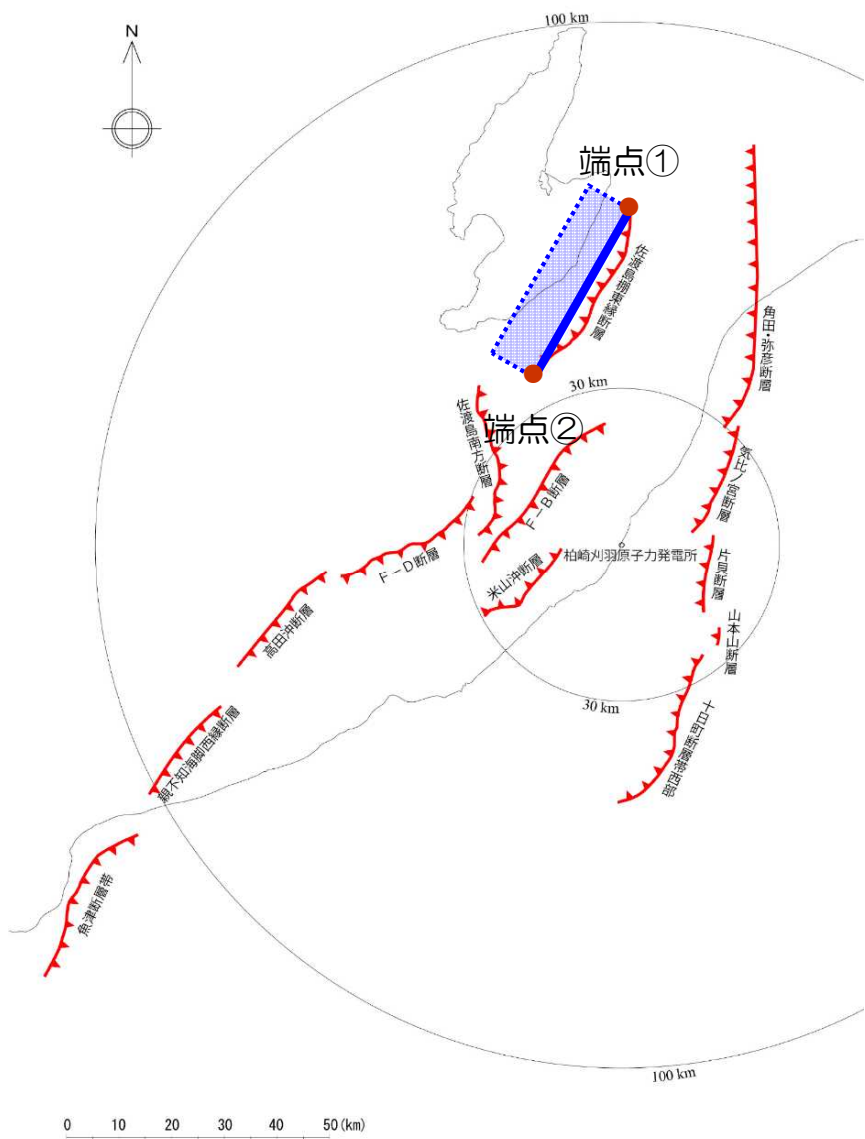 100 km
N
端点①
佐渡島棚東縁断層
角田・弥彦断層
30 km
佐渡島南方断層
端点②
F－B断層
気比ノ宮断層
柏崎刈羽原子力発電所
片貝断層
F－D断層
米山沖断層
山本山断層
高田沖断層
30 km
十日町断層帯西部
親不知海脚西縁断層
魚津断層帯
100 km
0 10 20 30 40 50 (km)